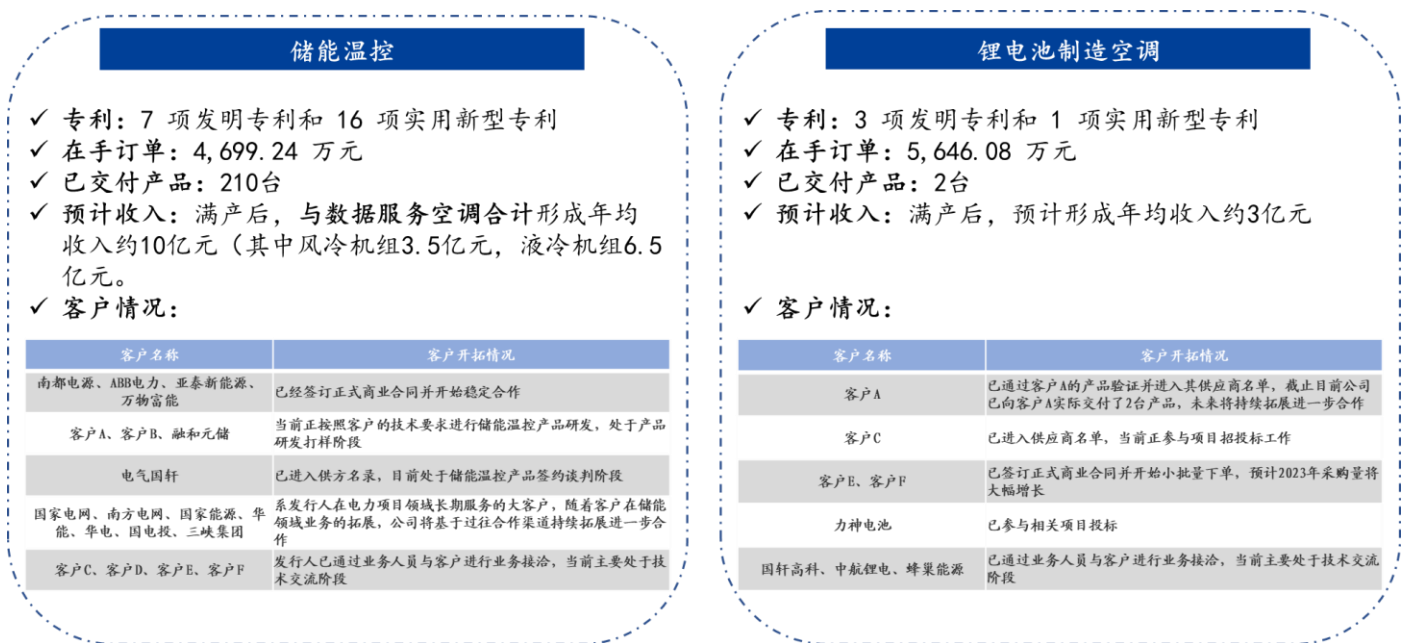 储能温控
✓ 专利：7 项发明专利和 16 项实用新型专利
✓ 在手订单：4,699.24 万元
✓ 已交付产品：210台
✓ 预计收入：满产后，与数据服务空调合计形成年均
收入约10亿元（其中风冷机组3.5亿元，液冷机组6.5
亿元。
✓ 客户情况：
客户名称 客户开拓情况
南都电源、ABB电力、亚泰新能源、
万物富能
已经签订正式商业合同并开始稳定合作
客户A、客户B、融和元储
当前正按照客户的技术要求进行储能温控产品研发，处于产品
研发打样阶段
电气国轩
已进入供方名录，目前处于储能温控产品签约谈判阶段
国家电网、南方电网、国家能源、华
能、华电、国电投、三峡集团
系发行人在电力项目领域长期服务的大客户，随着客户在储能
领域业务的拓展，公司将基于过往合作渠道持续拓展进一步合
作
客户C、客户D、客户E、客户F
发行人已通过业务人员与客户进行业务接洽，当前主要处于技
术交流阶段
锂电池制造空调
✓ 专利：3 项发明专利和 1 项实用新型专利
✓ 在手订单：5,646.08 万元
✓ 已交付产品：2台
✓ 预计收入：满产后，预计形成年均收入约3亿元
✓ 客户情况：
客户名称 客户开拓情况
客户A
已通过客户A的产品验证并进入其供应商名单，截止目前公司
已向客户A实际交付了2台产品，未来将持续拓展进一步合作
客户C
已进入供应商名单，当前正参与项目招投标工作
客户E、客户F
已签订正式商业合同并开始小批量下单，预计2023年采购量将
大幅增长
力神电池
已参与相关项目投标
国轩高科、中航锂电、蜂巢能源
已通过业务人员与客户进行业务接洽，当前主要处于技术交流
阶段